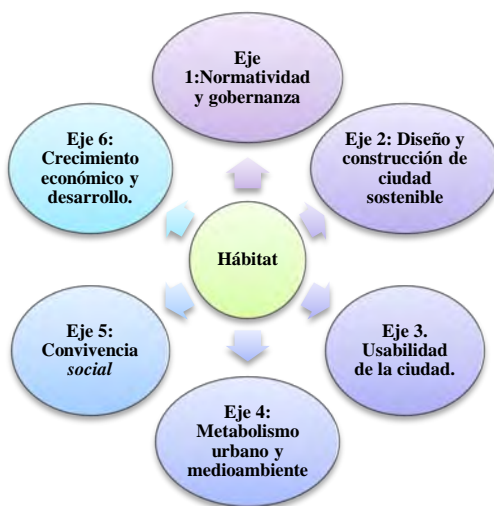 Eje
1:Normatividad
y gobernanza
Eje 2: Diseño y
construcción de
ciudad
sostenible
Eje 3.
Usabilidad
de la ciudad.
Eje 4:
Metabolismo
urbano y
medioambiente
Eje 5:
Convivencia
social
Eje 6:
Crecimiento
económico y
desarrollo.
Hábitat